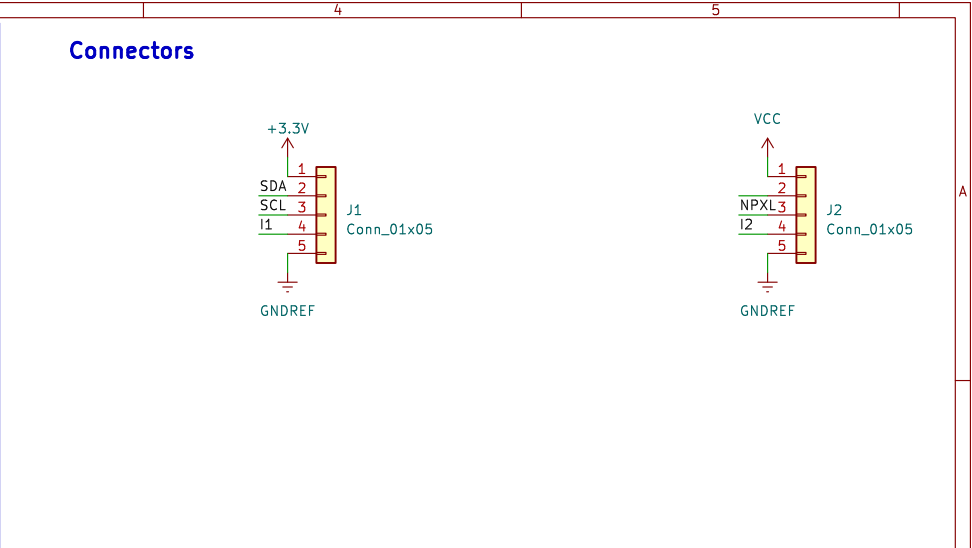 4 5
Connectors
A
+3.3V
1
SDA 2
SCL 3
I1 4
5
J1
Conn_01x05
GNDREF
VCC
1
2
NPXL 3
I2 4
5
J2
Conn_01x05
GNDREF